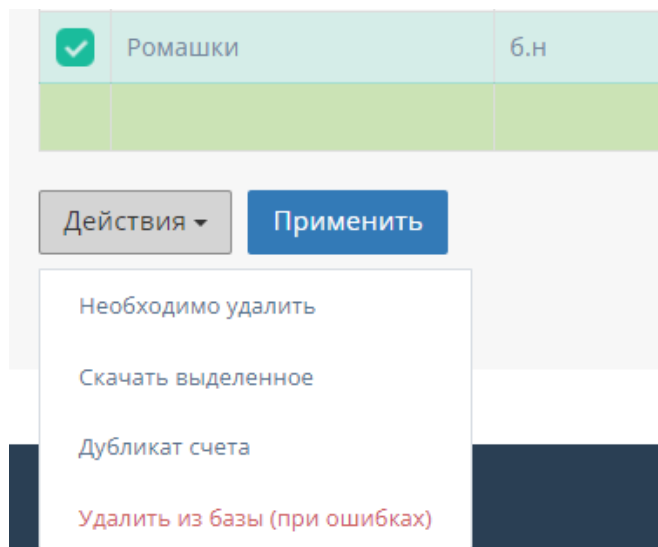 Ромашки б.н
Действия Применить
Необходимо удалить
Скачать выделенное
Дубликат счета
Удалить из базы (при ошибках)